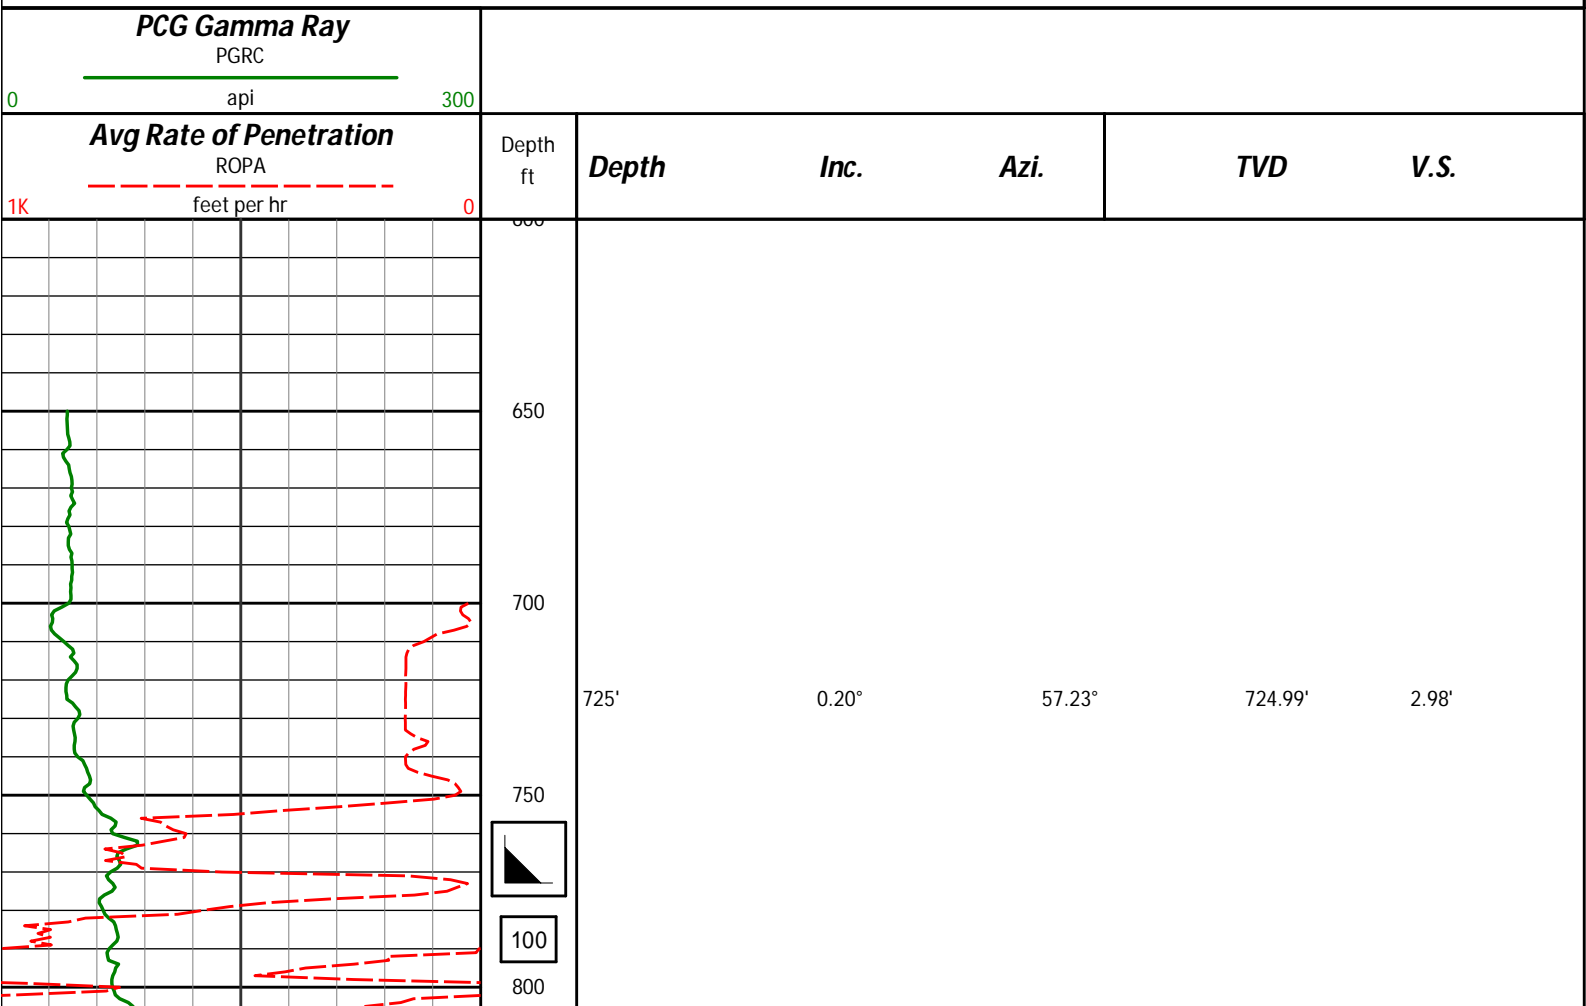 PCG Gamma Ray
PGRC
0 api 300
Avg Rate of Penetration
ROPA
1K feet per hr 0
Depth
ft
Depth Inc. Azi. TVD V.S.
650
700
725' 0.20° 57.23° 724.99' 2.98'
750
100
800